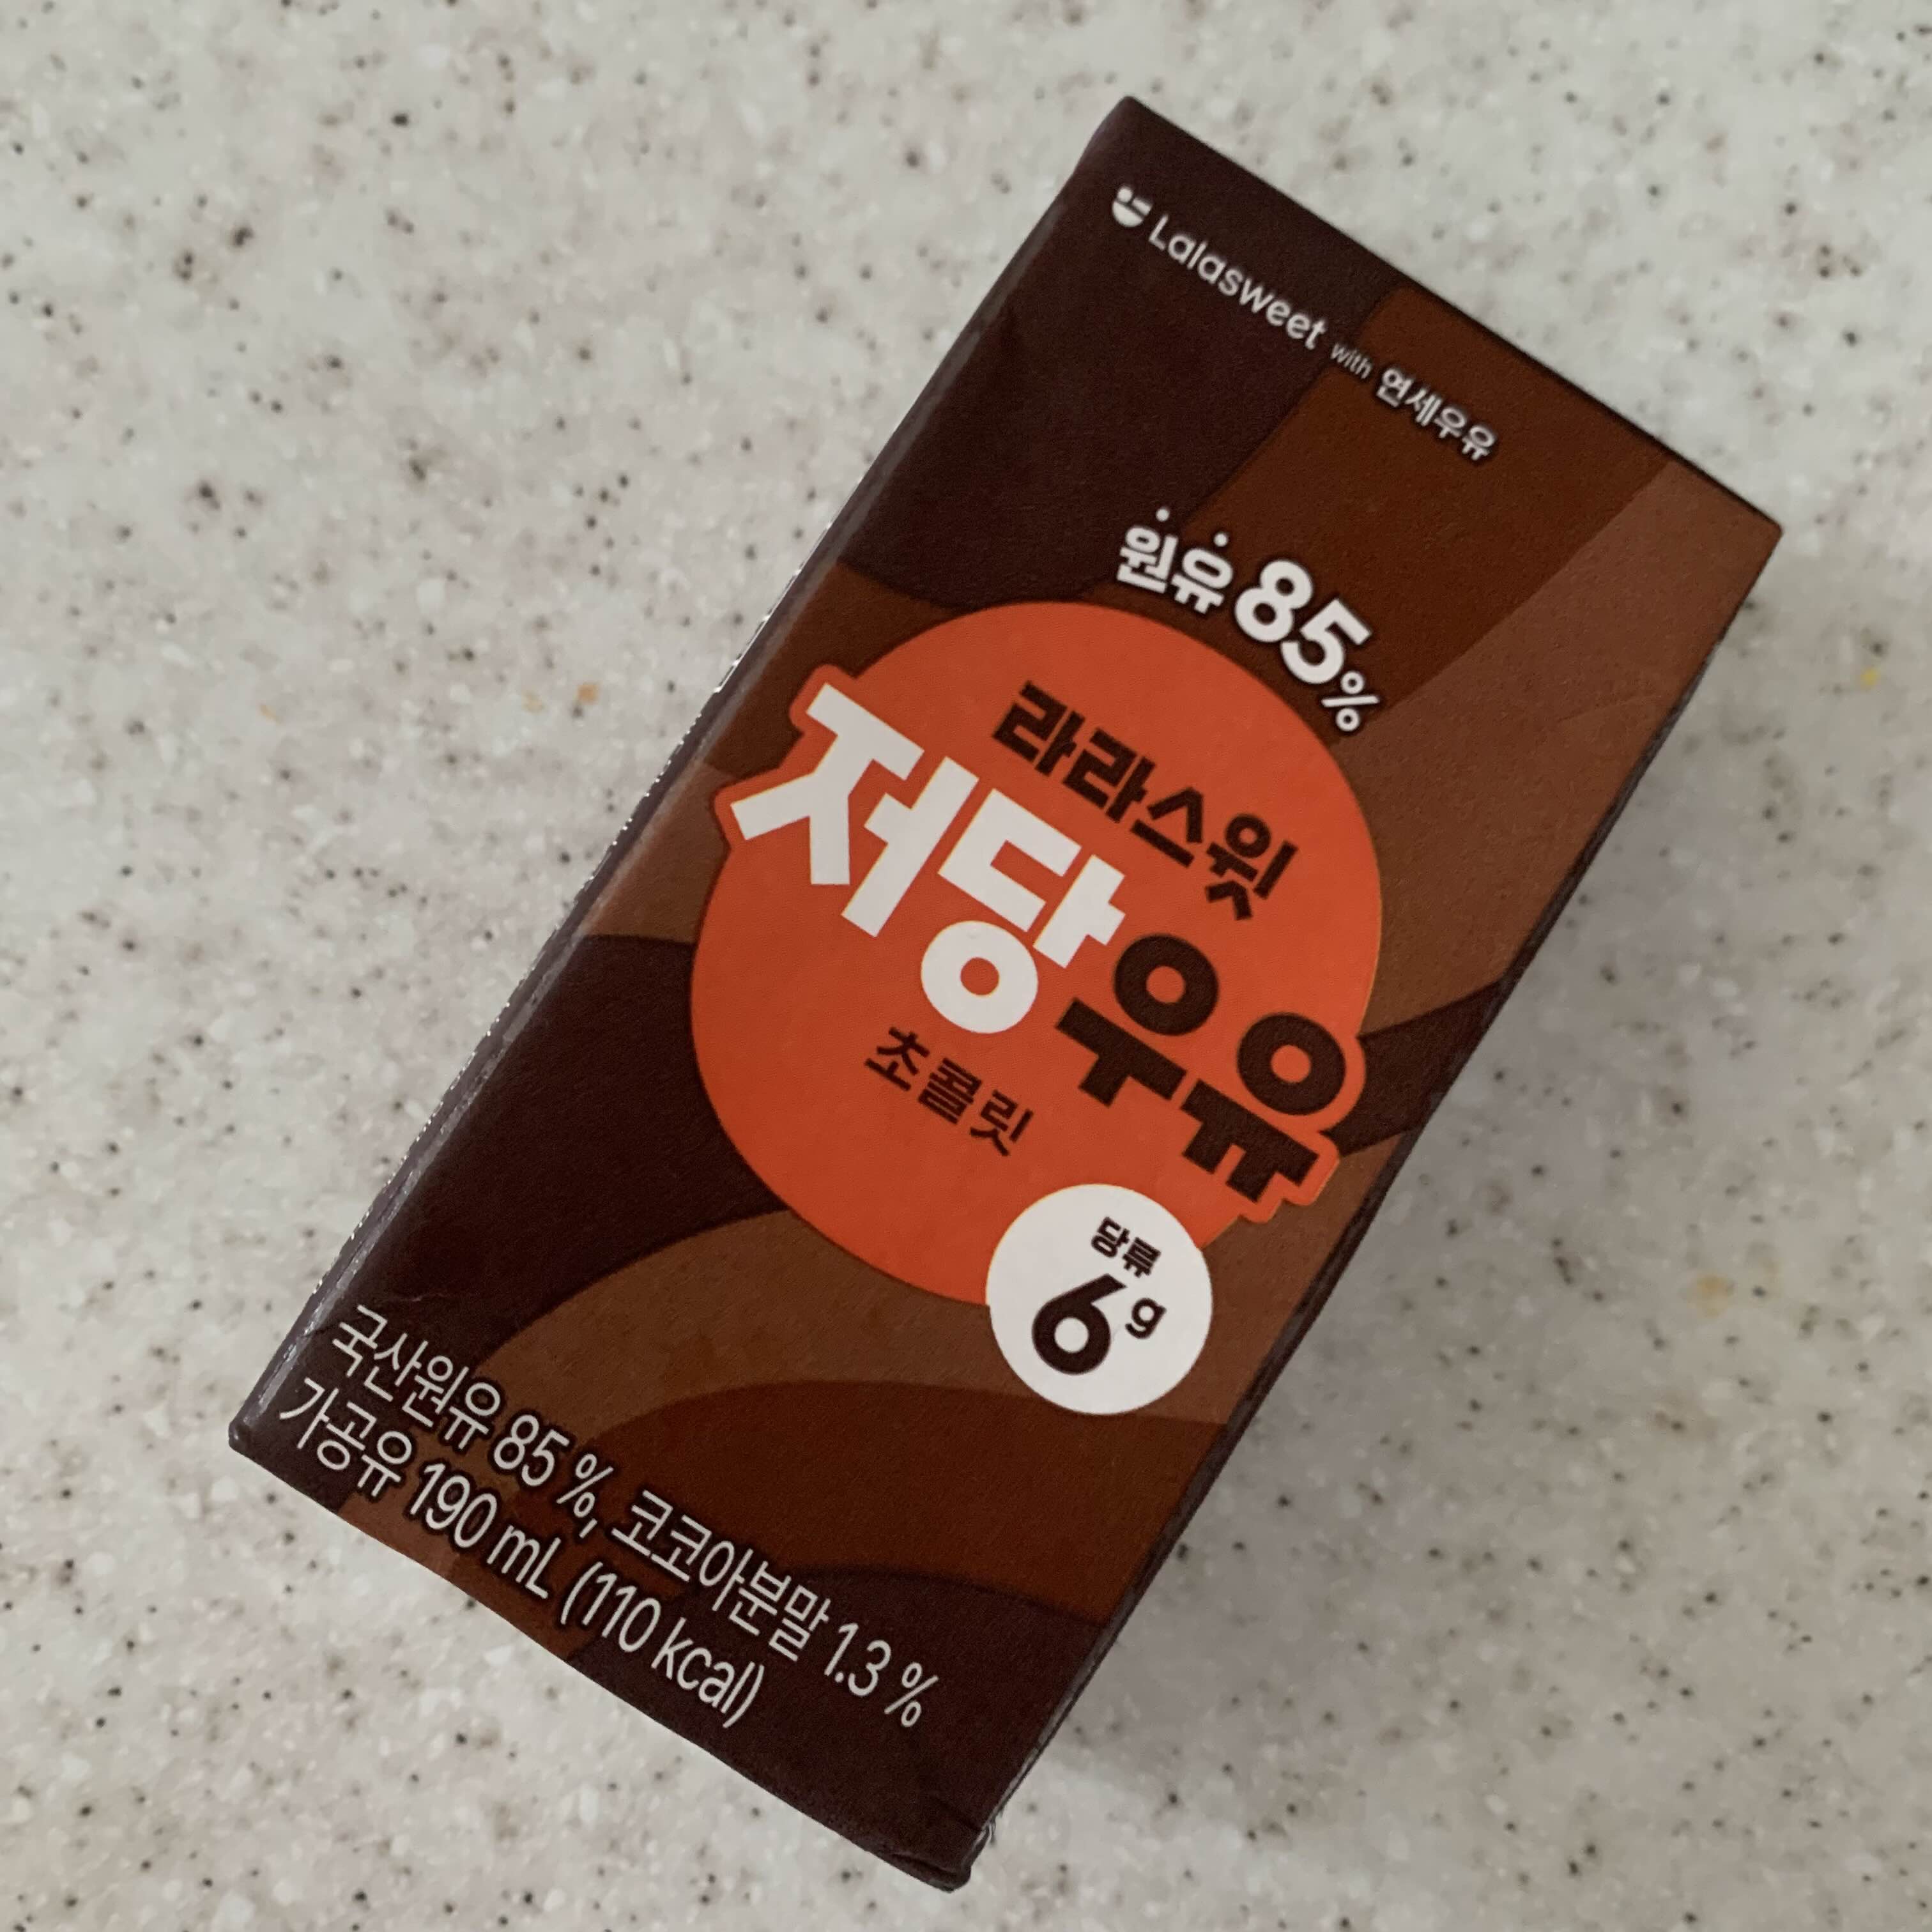 Lalasweet with 연세우유
원유 85%
라라스윗
저당우유
초콜릿
당류
6g
국산원유 85 %, 코코아분말 1.3 %
가공유 190 mL (110 kcal)